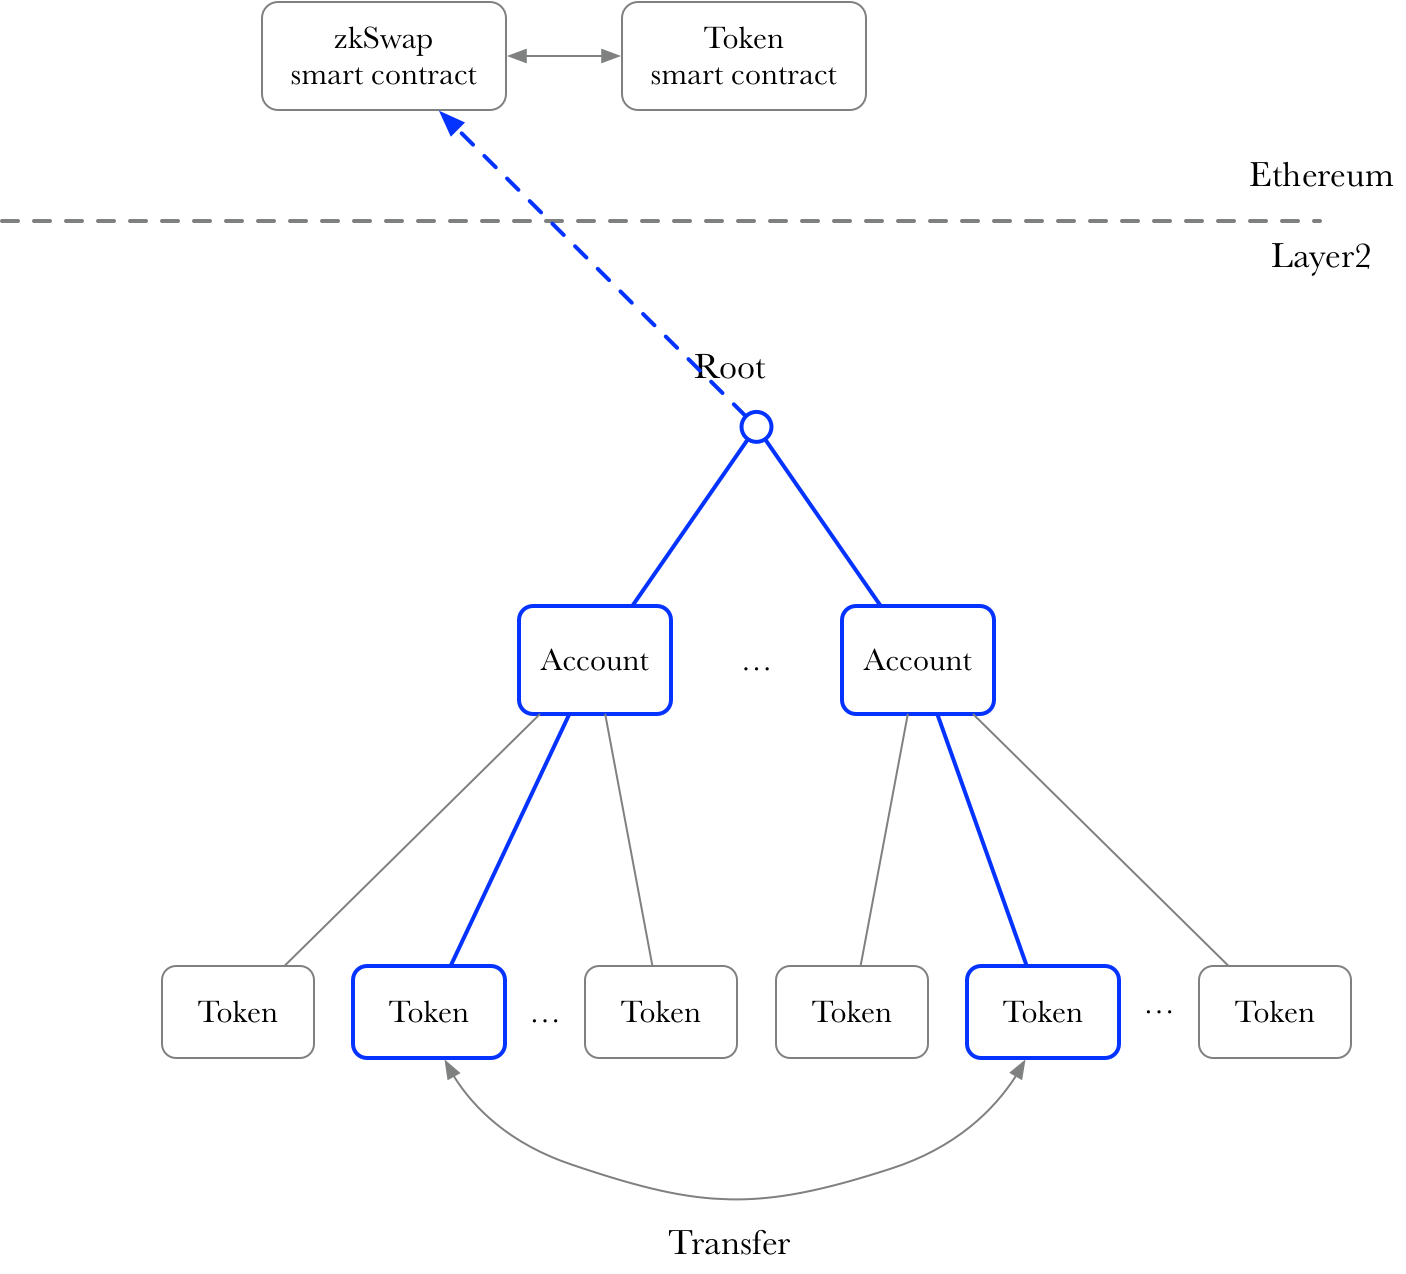 zkSwap
smart contract
Token
smart contract
Ethereum
Layer2
Root
Account
...
Account
Token
Token
...
Token
Token
Token
...
Token
Transfer